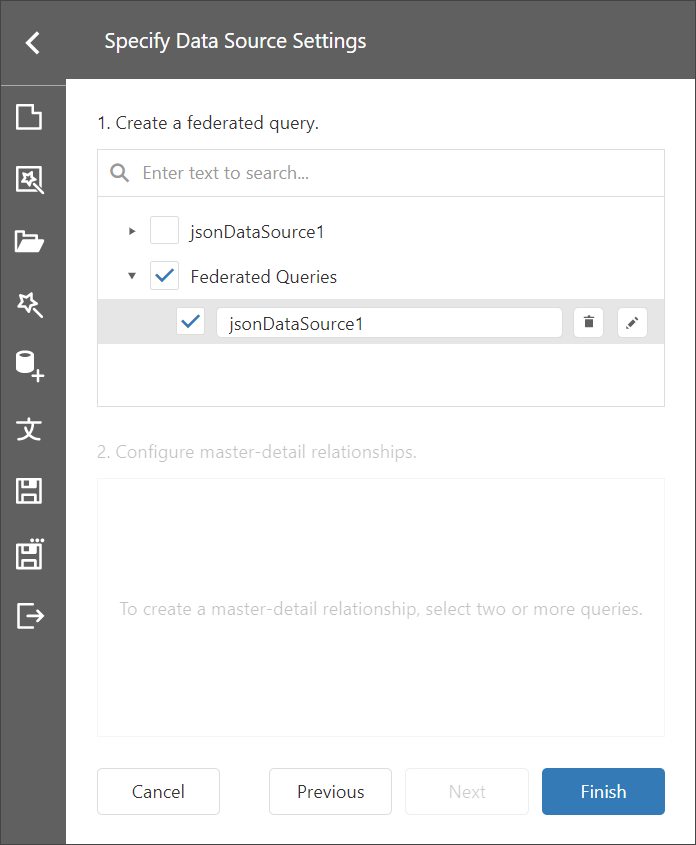 Specify Data Source Settings
1. Create a federated query.
Enter text to search...
jsonDataSource1
Federated Queries
jsonDataSource1
2. Configure master-detail relationships.
To create a master-detail relationship, select two or more queries.
Cancel Previous Next Finish